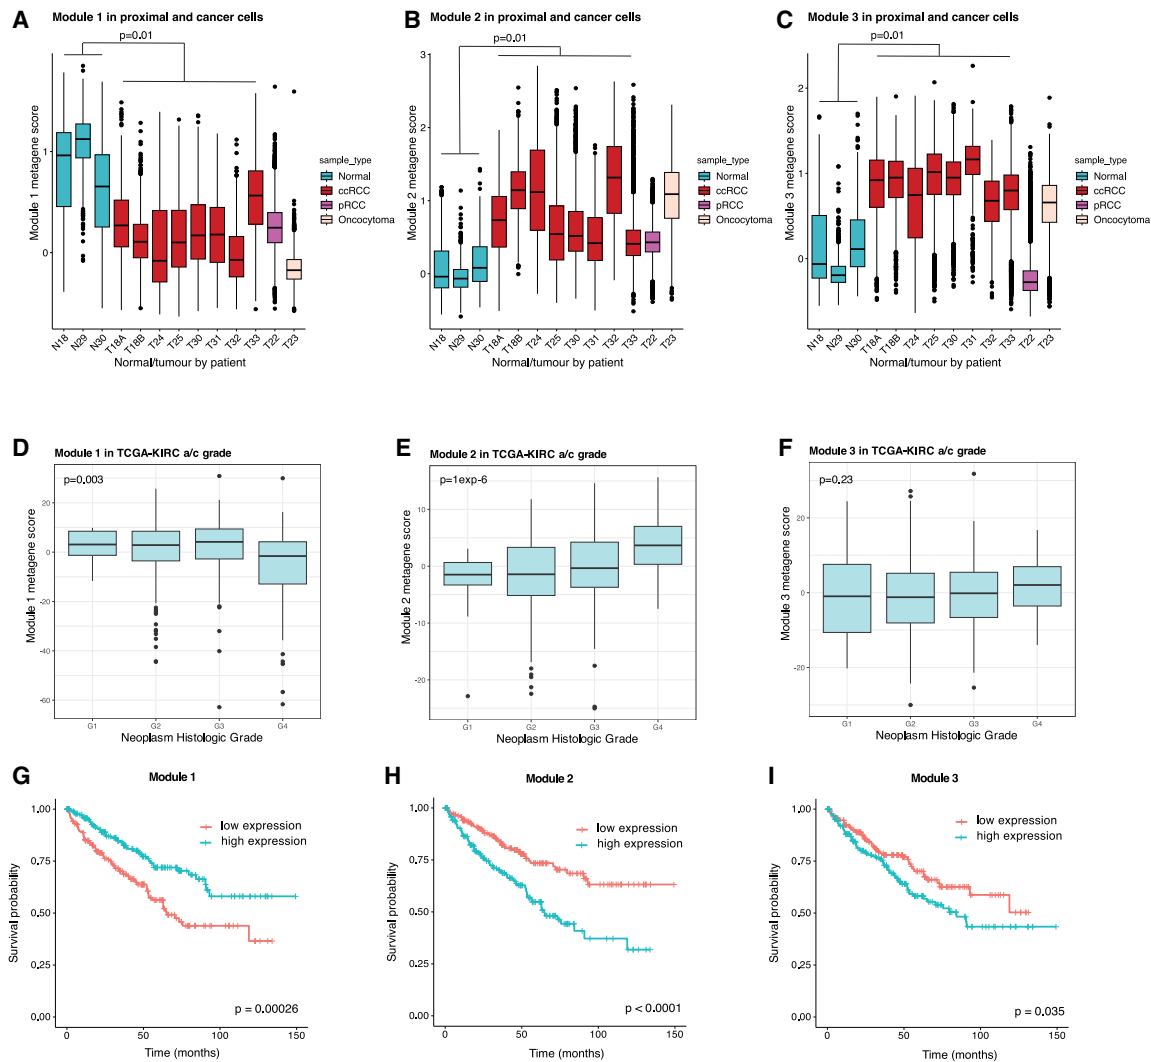 A
Module 1 in proximal and cancer cells
p=0.01
Module 1 metagene score
1
0
N18
N29
N30
T18A
T18B
T24
T25
T30
T31
T32
T33
T22
T23
Normal/tumour by patient
sample_type
Normal
ccRCC
pRCC
Oncocytoma
B
Module 2 in proximal and cancer cells
p=0.01
Module 2 metagene score
3
2
1
0
N18
N29
N30
T18A
T18B
T24
T25
T30
T31
T32
T33
T22
T23
Normal/tumour by patient
sample_type
Normal
ccRCC
pRCC
Oncocytoma
C
Module 3 in proximal and cancer cells
p=0.01
Module 3 metagene score
2
1
0
N18
N29
N30
T18A
T18B
T24
T25
T30
T31
T32
T33
T22
T23
Normal/tumour by patient
sample_type
Normal
ccRCC
pRCC
Oncocytoma
D
Module 1 in TCGA-KIRC a/c grade
p=0.003
Module 1 metagene score
20
0
-20
-40
-60
G1
G2
G3
G4
Neoplasm Histologic Grade
E
Module 2 in TCGA-KIRC a/c grade
p=1exp-6
Module 2 metagene score
10
0
-10
-20
G1
G2
G3
G4
Neoplasm Histologic Grade
F
Module 3 in TCGA-KIRC a/c grade
p=0.23
Module 3 metagene score
20
0
-20
G1
G2
G3
G4
Neoplasm Histologic Grade
G
Module 1
low expression
high expression
Survival probability
1.00
0.75
0.50
0.25
0.00
p = 0.00026
0
50
100
150
Time (months)
H
Module 2
low expression
high expression
Survival probability
1.00
0.75
0.50
0.25
0.00
p < 0.0001
0
50
100
150
Time (months)
I
Module 3
low expression
high expression
Survival probability
1.00
0.75
0.50
0.25
0.00
p = 0.035
0
50
100
150
Time (months)